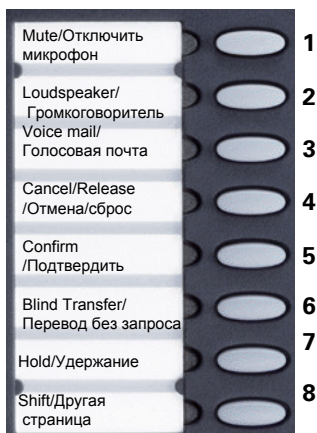 Mute/Отключить
микрофон
1
Loudspeaker/
Громкоговоритель
2
Voice mail/
Голосовая почта
3
Cancel/Release
/Отмена/сброс
4
Confirm
/Подтвердить
5
Blind Transfer/
Перевод без запроса
6
Hold/Удержание
7
Shift/Другая
страница
8